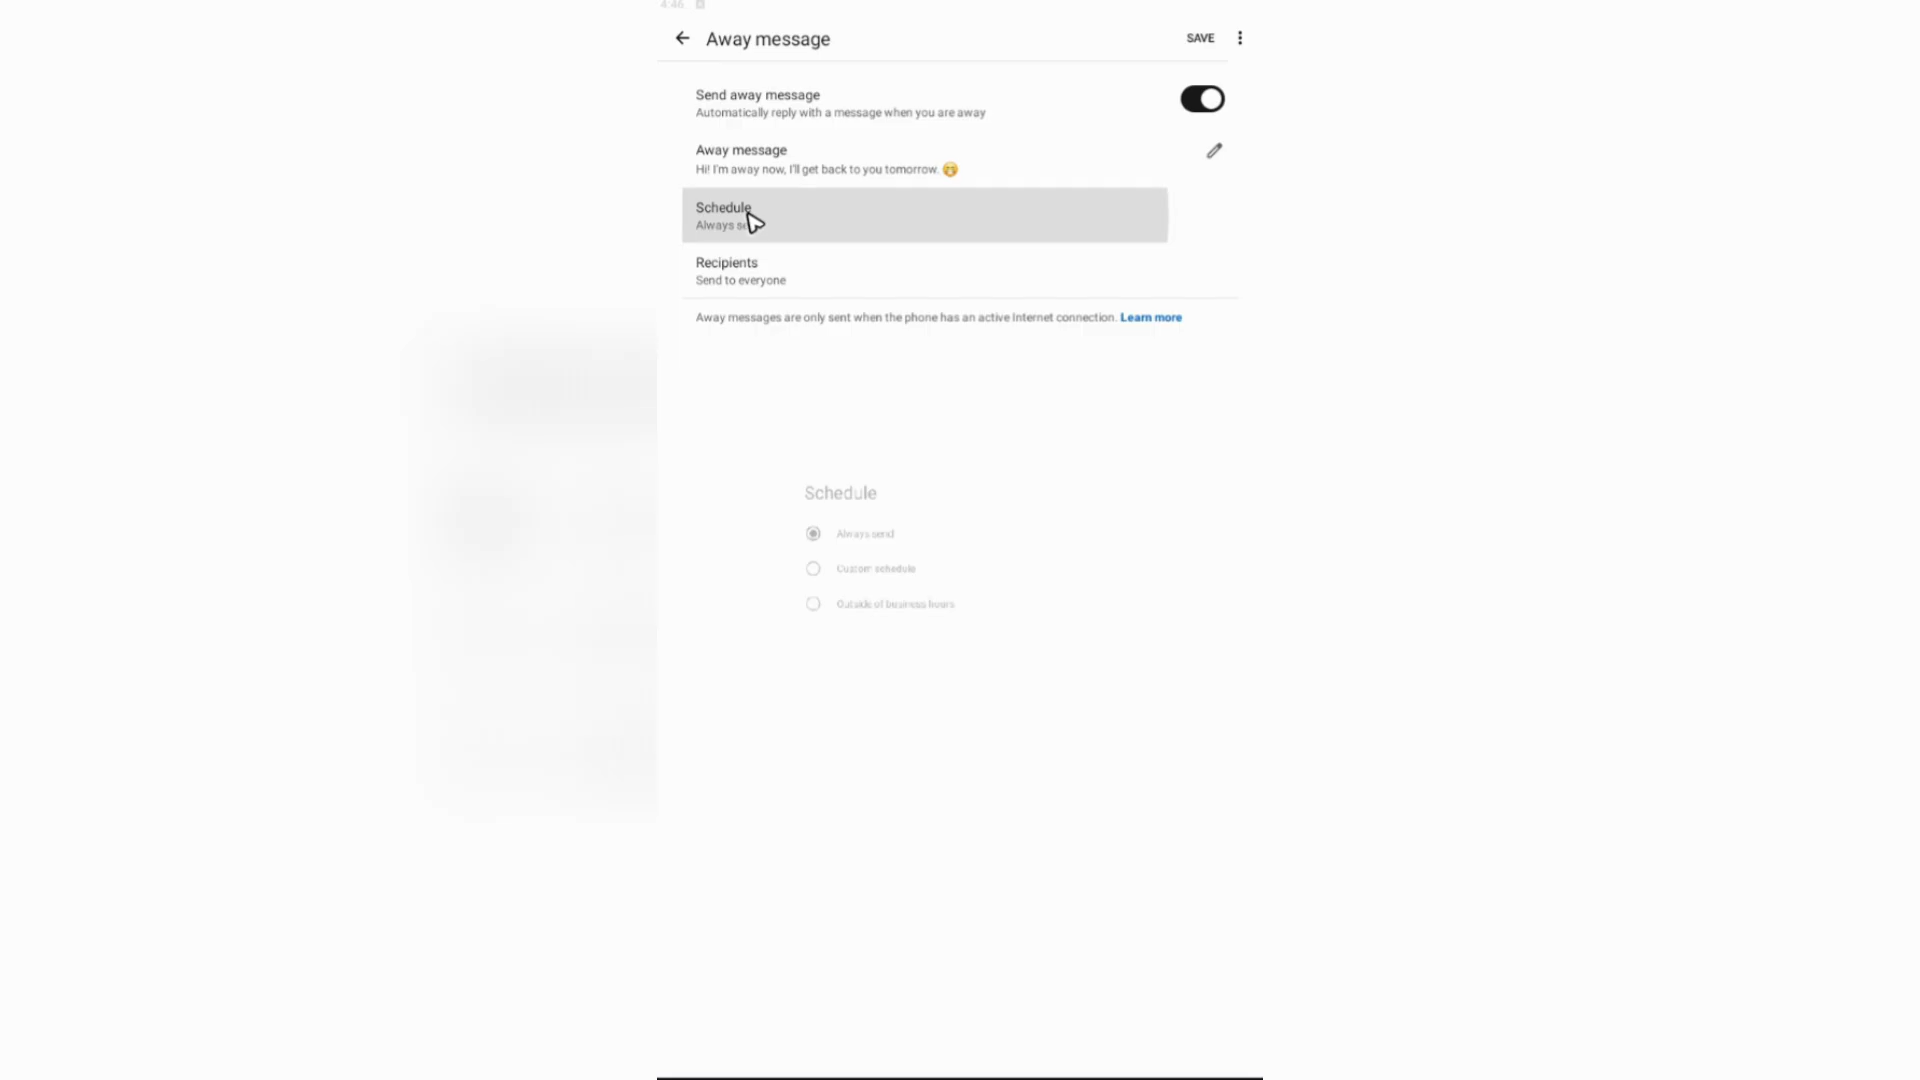 4:46
Away message
SAVE
Send away message
Automatically reply with a message when you are away
Away message
Hi! I'm away now, I'll get back to you tomorrow. 🤭
Schedule
Always
Recipients
Send to everyone
Away messages are only sent when the phone has an active Internet connection. Learn more
Schedule
Always send
Custom schedule
Outside of business hours